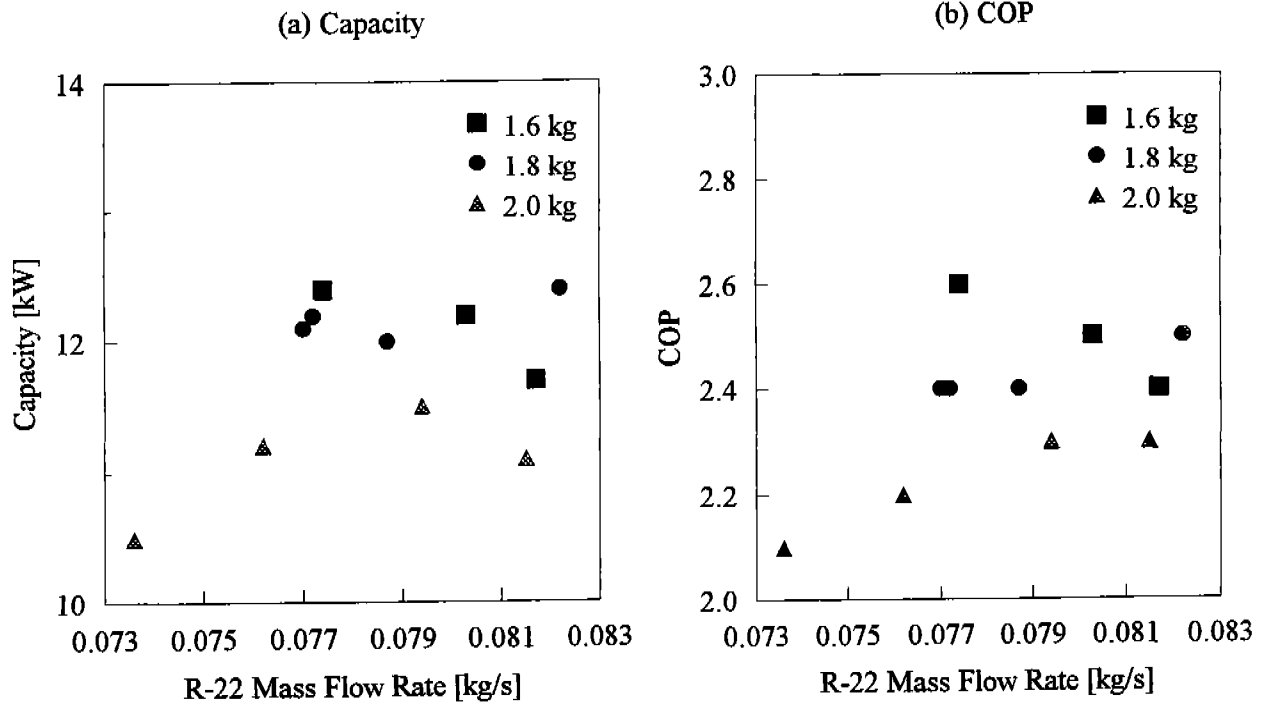 (a) Capacity
14
12
10
Capacity [kW]
1.6 kg
1.8 kg
2.0 kg
0.073 0.075 0.077 0.079 0.081 0.083
R-22 Mass Flow Rate [kg/s]
(b) COP
3.0
2.8
2.6
2.4
2.2
2.0
COP
1.6 kg
1.8 kg
2.0 kg
0.073 0.075 0.077 0.079 0.081 0.083
R-22 Mass Flow Rate [kg/s]